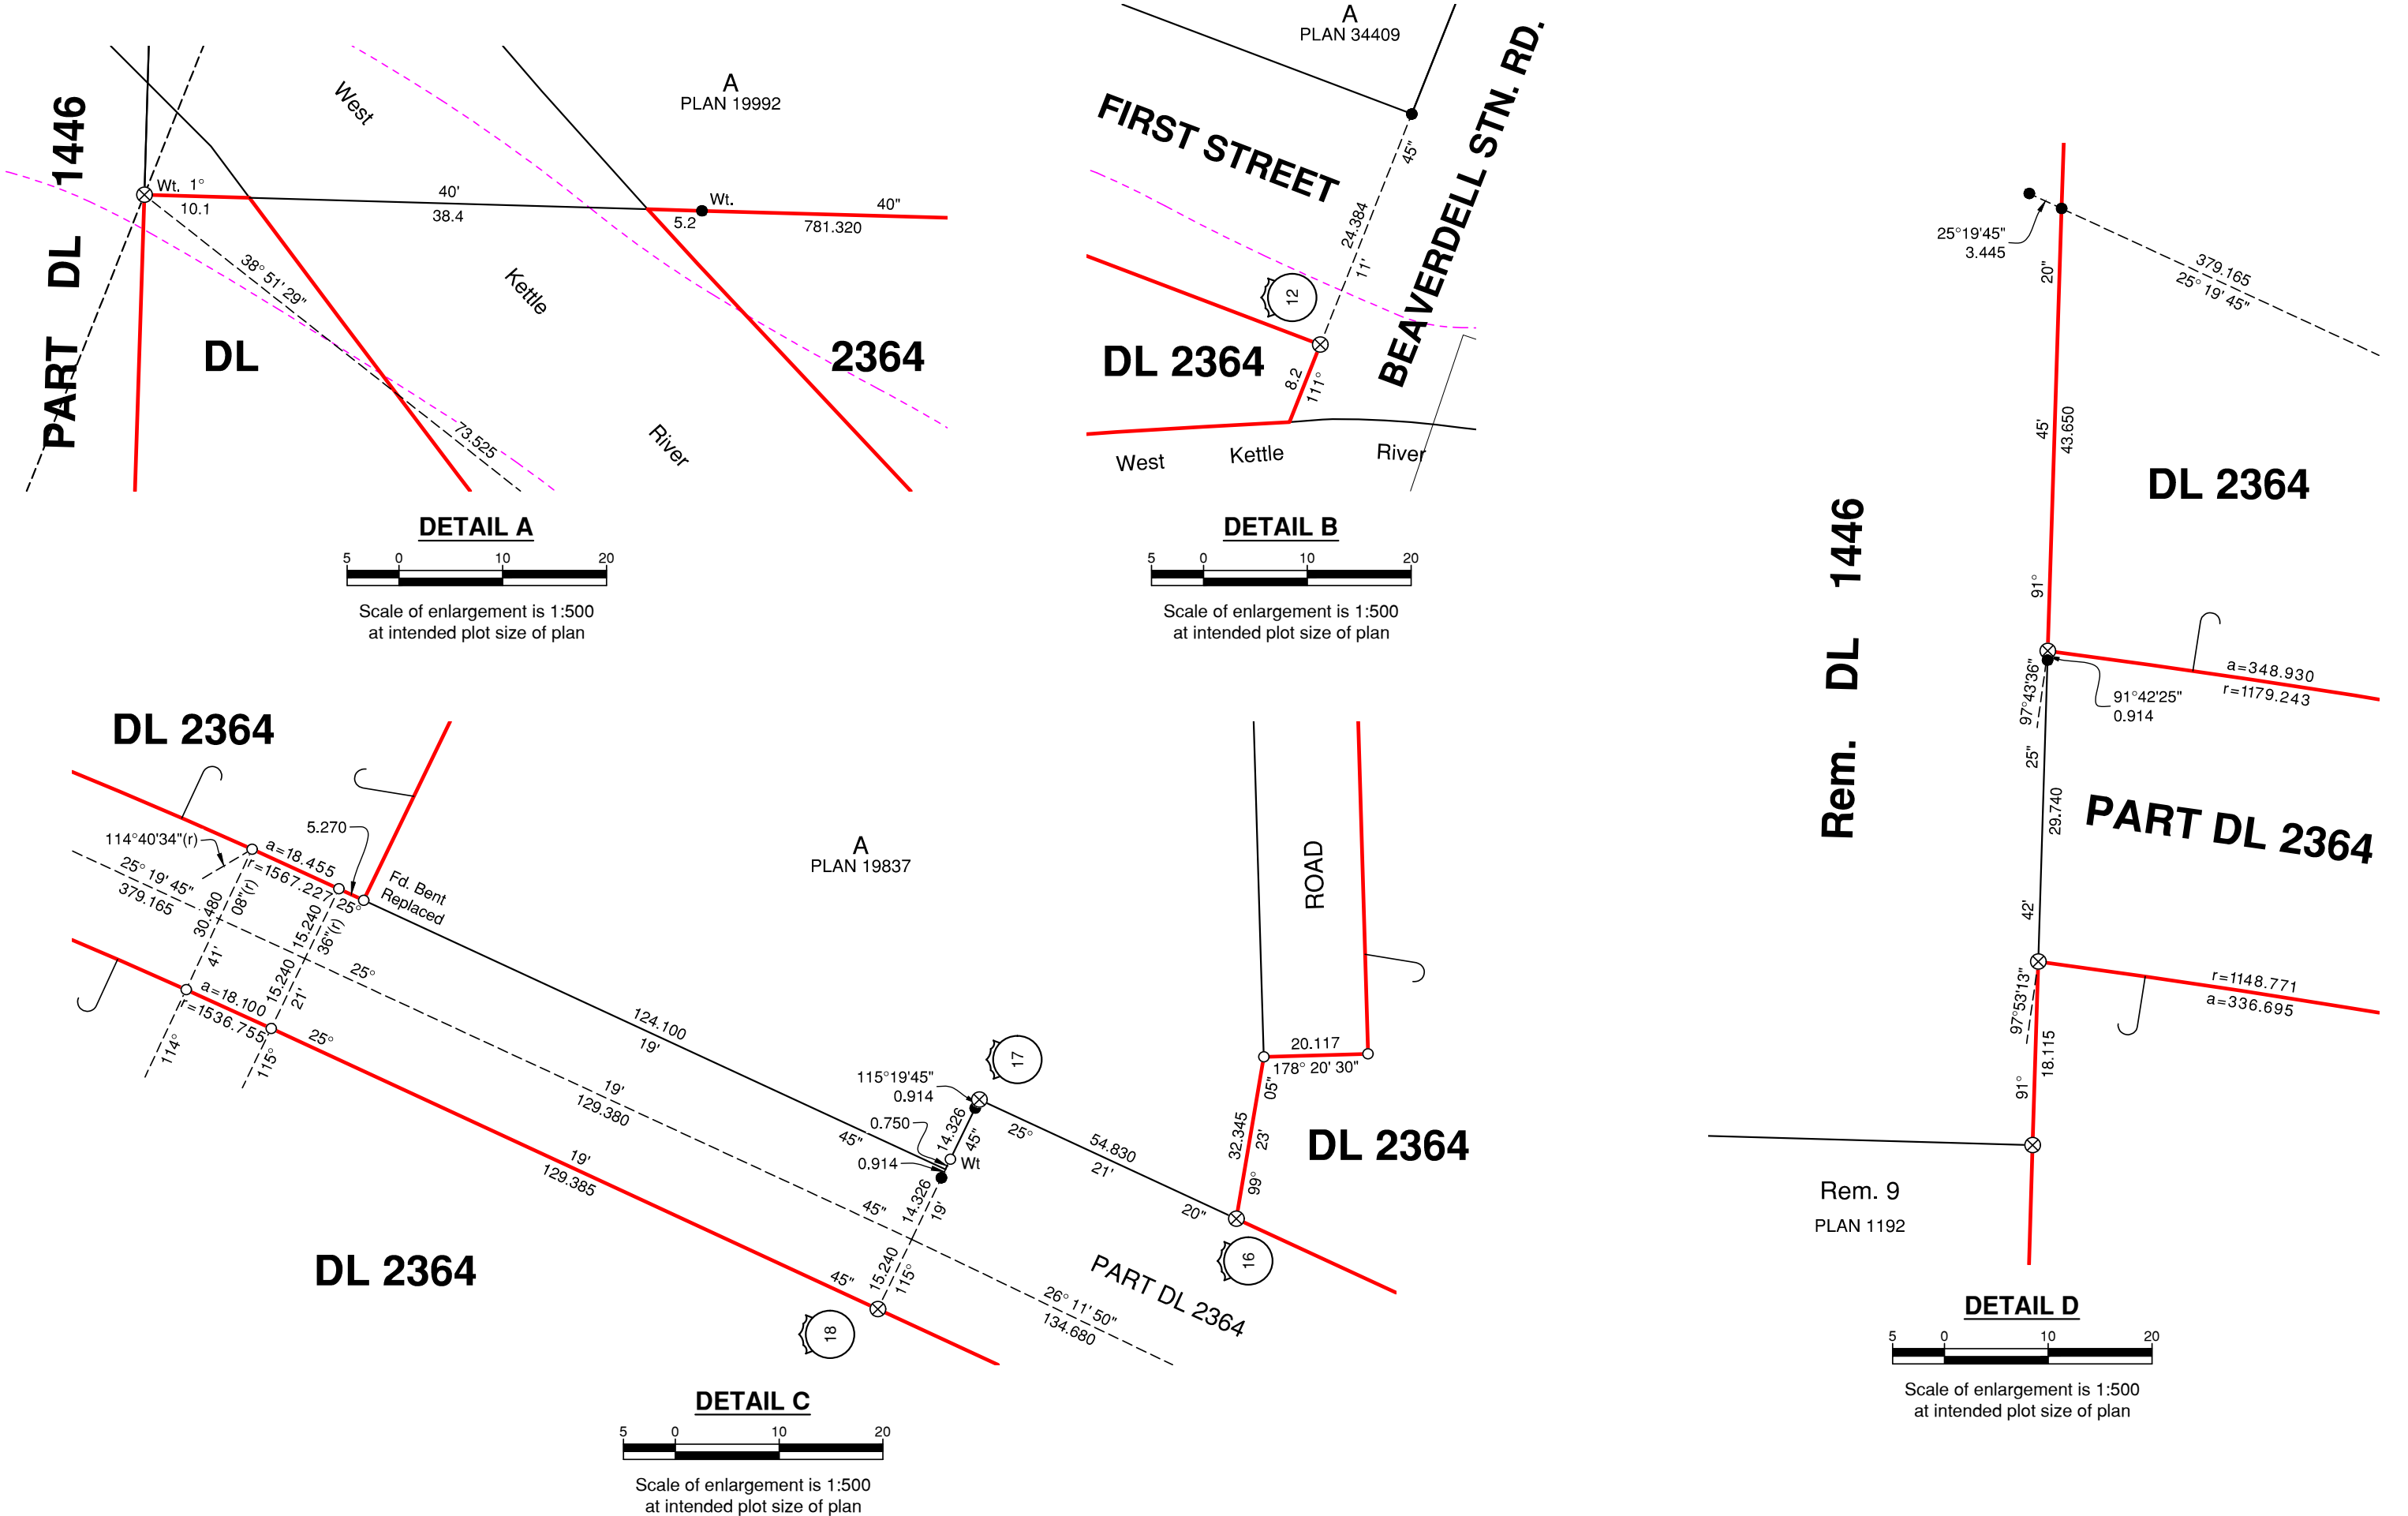 A
PLAN 19992
West
Kettle
River
PART DL 1446
Wt. 1°
10.1
40'
38.4
Wt.
5.2
40"
781.320
38° 51' 29"
73.525
DL
2364
DETAIL A
5 0 10 20
Scale of enlargement is 1:500
at intended plot size of plan
A
PLAN 34409
FIRST STREET
BEAVERDELL STN. RD.
45"
24.384
11'
12
DL 2364
8.2
111°
West Kettle River
DETAIL B
5 0 10 20
Scale of enlargement is 1:500
at intended plot size of plan
DL 2364
114°40'34"(r)
5.270
a=18.455
r=1567.227
25°
Fd. Bent
Replaced
25° 19' 45"
379.165
30.480
08"(r)
41'
15.240
36"(r)
15.240
21'
a=18.100
r=1536.755
114°
115°
25°
25°
A
PLAN 19837
124.100
19'
19'
129.380
19'
129.385
45"
45"
45"
115°19'45"
0.914
0.750
0.914
14.326
45"
Wt
14.326
19'
15.240
115°
17
18
16
25°
54.830
21'
20"
ROAD
20.117
178° 20' 30"
05"
32.345
23'
99°
DL 2364
DL 2364
PART DL 2364
26° 11' 50"
134.680
DETAIL C
5 0 10 20
Scale of enlargement is 1:500
at intended plot size of plan
25°19'45"
3.445
379.165
25° 19' 45"
20"
45'
43.650
91°
DL 2364
Rem. DL 1446
97°43'36"
91°42'25"
0.914
a=348.930
r=1179.243
25"
29.740
42'
PART DL 2364
97°53'13"
r=1148.771
a=336.695
18.115
91°
Rem. 9
PLAN 1192
DETAIL D
5 0 10 20
Scale of enlargement is 1:500
at intended plot size of plan